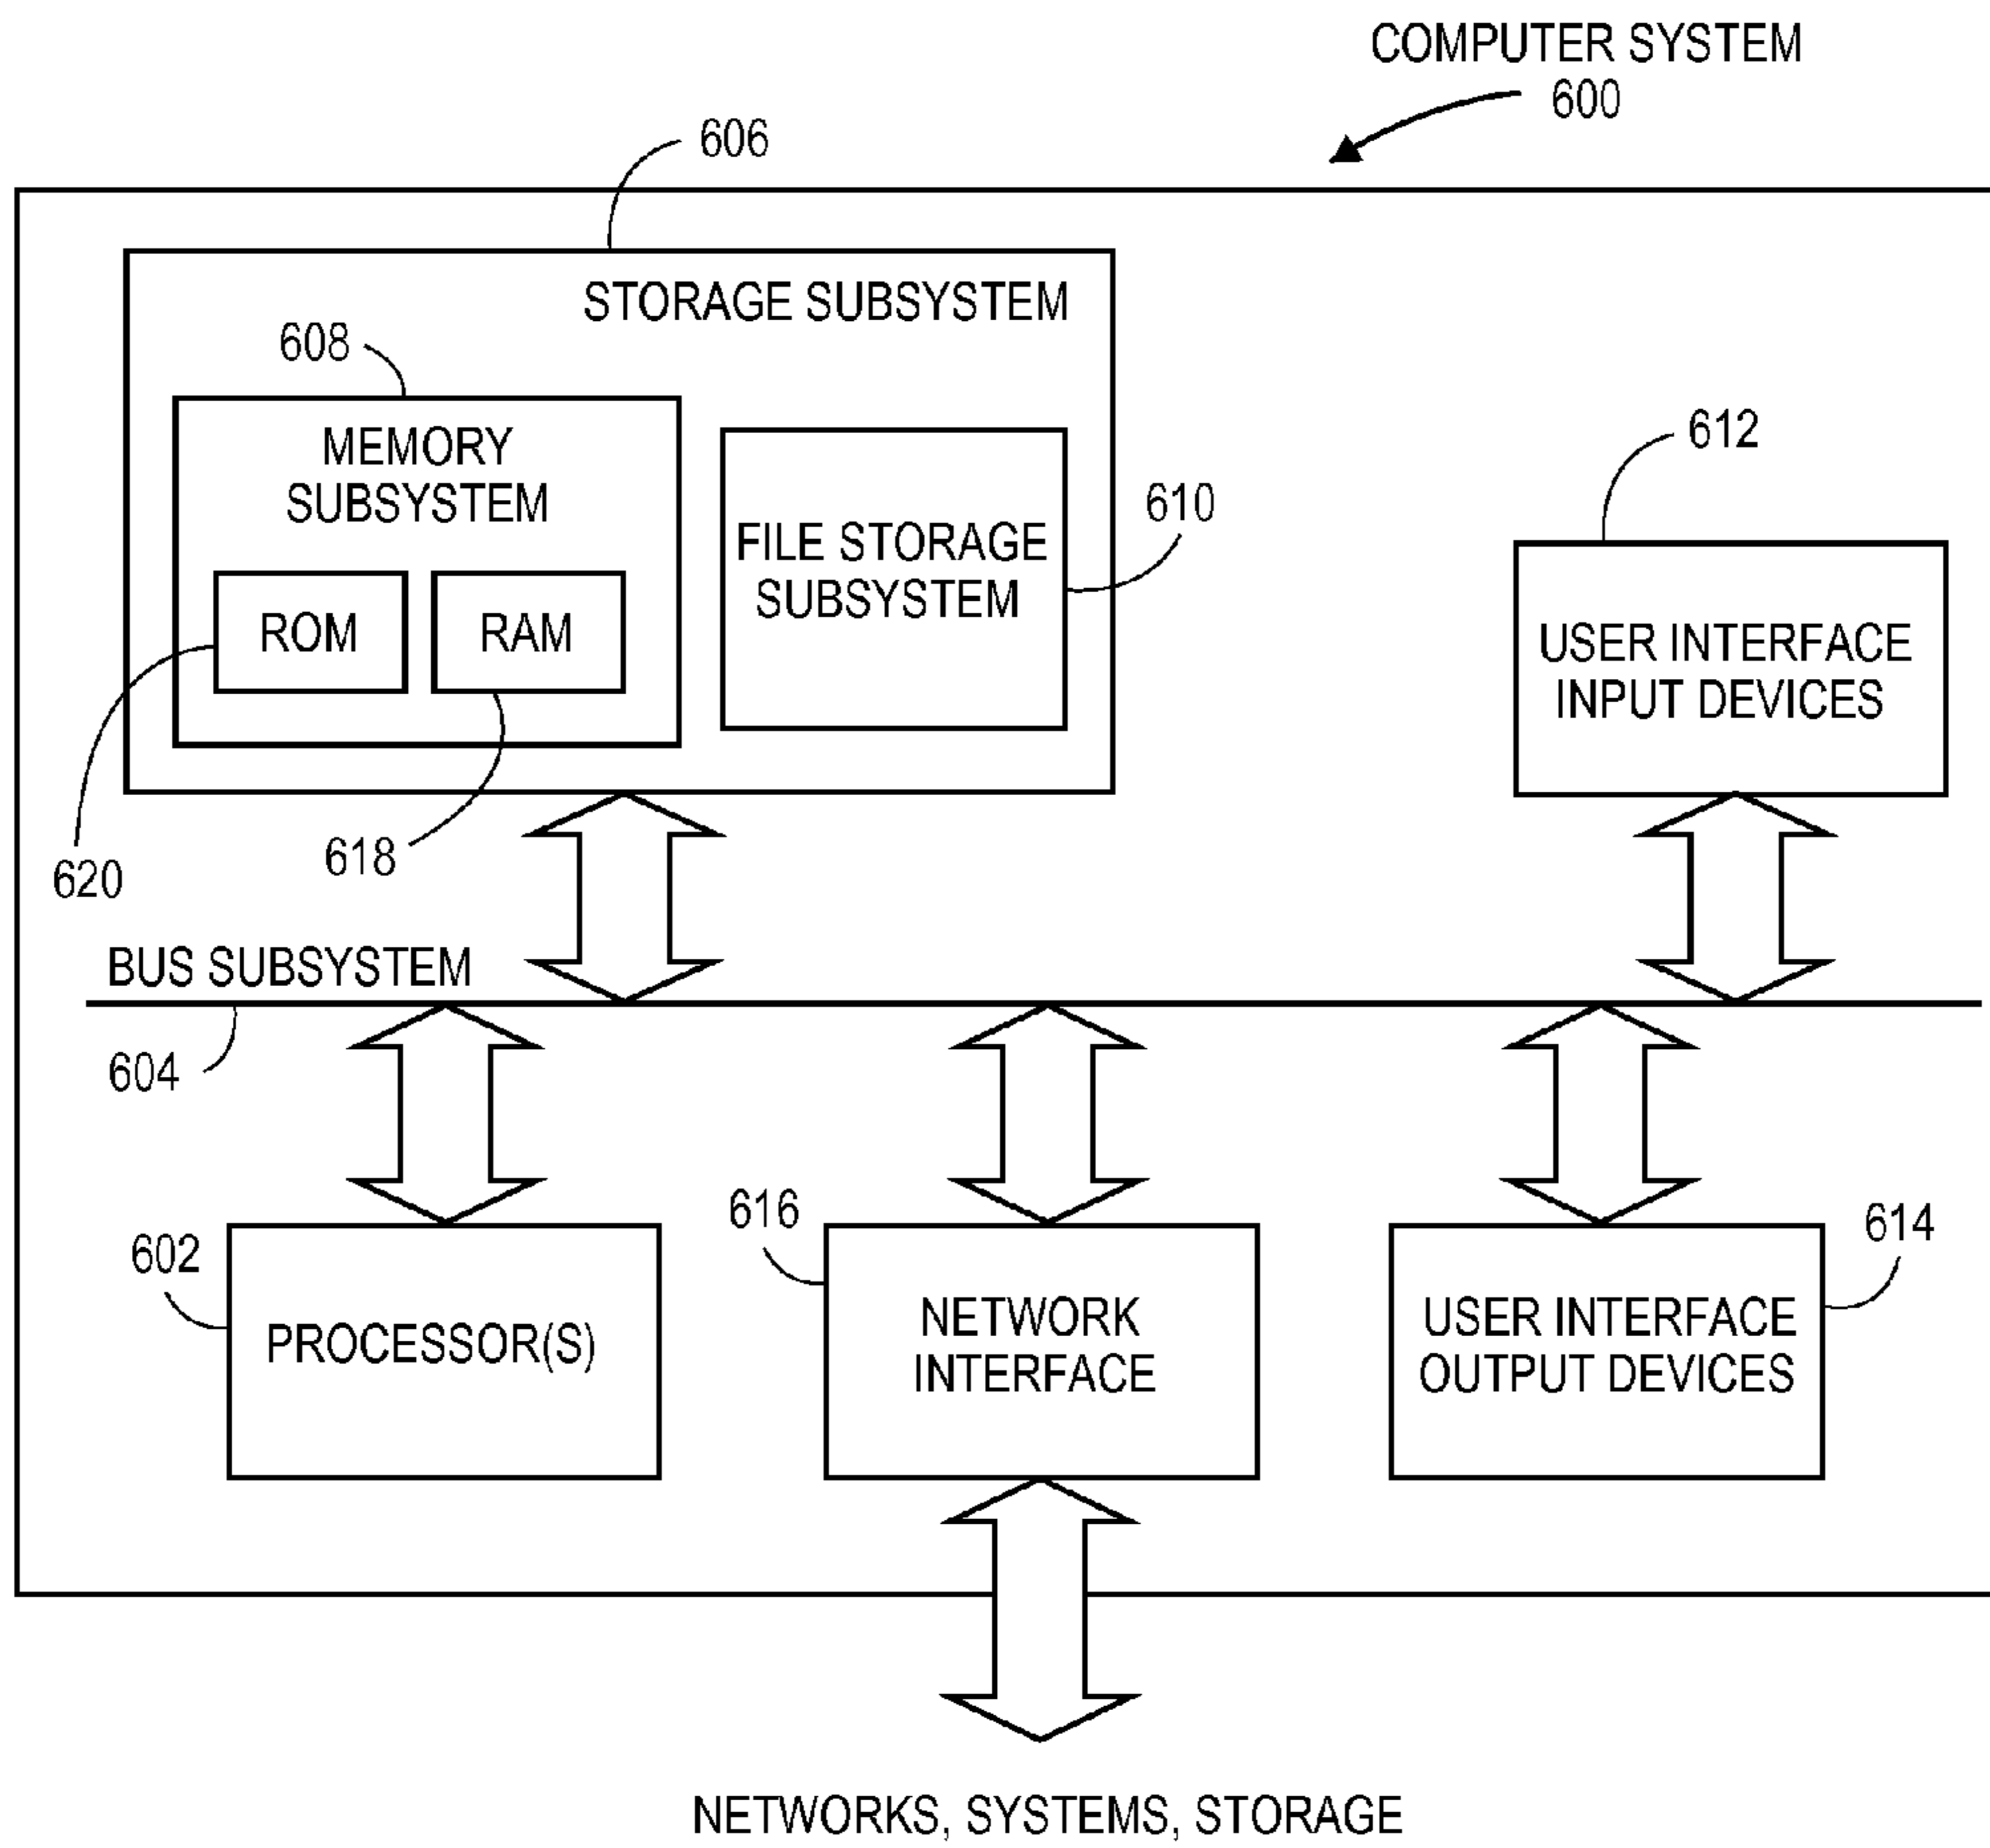 COMPUTER SYSTEM
600
606
STORAGE SUBSYSTEM
608
MEMORY
SUBSYSTEM
612
610
FILE STORAGE
SUBSYSTEM
ROM
RAM
USER INTERFACE
INPUT DEVICES
618
620
BUS SUBSYSTEM
604
616
614
602
PROCESSOR(S)
NETWORK
INTERFACE
USER INTERFACE
OUTPUT DEVICES
NETWORKS, SYSTEMS, STORAGE